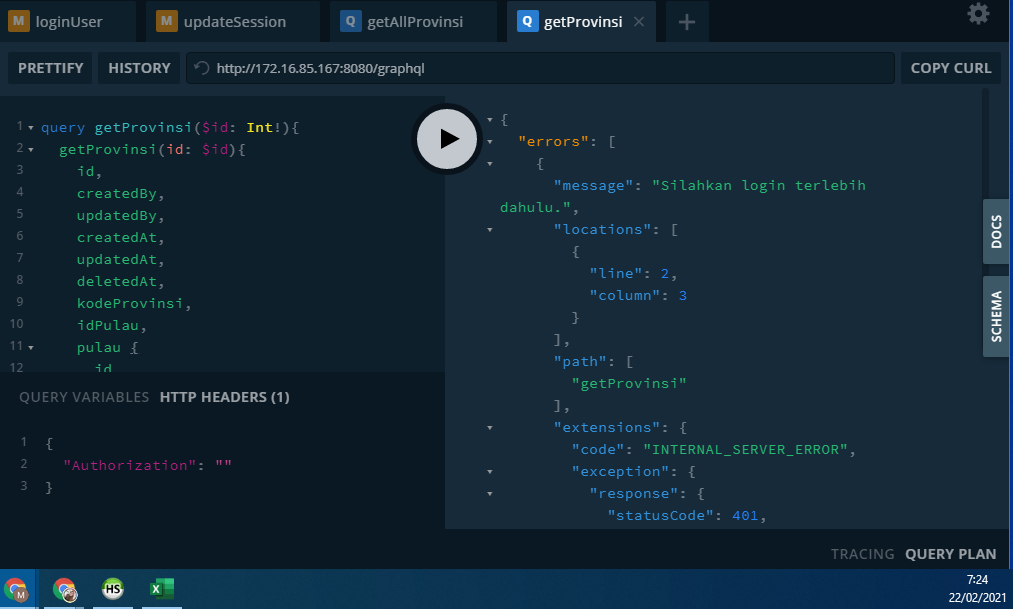 M loginUser
M updateSession
Q getAllProvinsi
Q getProvinsi ×
+
PRETTIFY HISTORY http://172.16.85.167:8080/graphql COPY CURL
1 query getProvinsi($id: Int!){
2 getProvinsi(id: $id){
3 id,
4 createdBy,
5 updatedBy,
6 createdAt,
7 updatedAt,
8 deletedAt,
9 kodeProvinsi,
10 idPulau,
11 pulau {
12 id
QUERY VARIABLES HTTP HEADERS (1)
1 {
2 "Authorization": ""
3 }
{
"errors": [
{
"message": "Silahkan login terlebih
dahulu.",
"locations": [
{
"line": 2,
"column": 3
}
],
"path": [
"getProvinsi"
],
"extensions": {
"code": "INTERNAL_SERVER_ERROR",
"exception": {
"response": {
"statusCode": 401,
DOCS
SCHEMA
TRACING QUERY PLAN
M
HS
X
7:24
22/02/2021